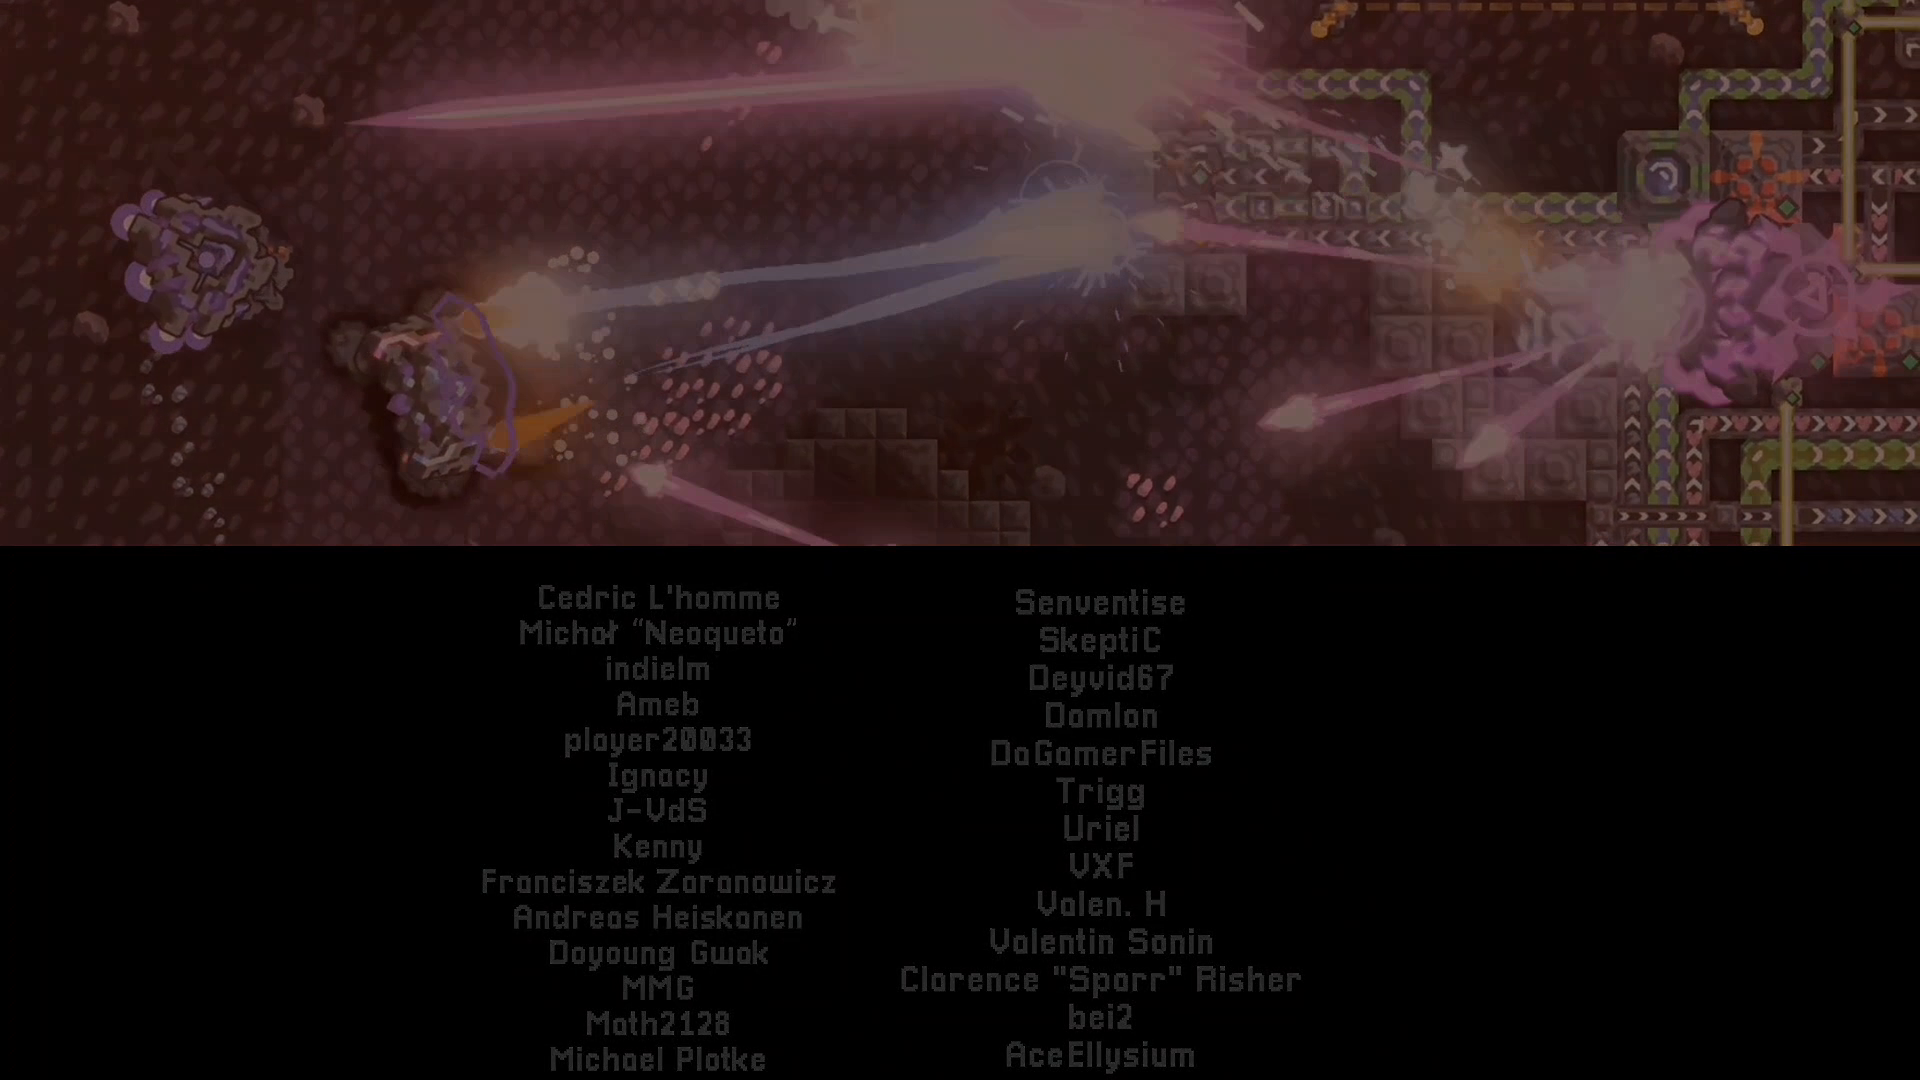 Cedric L'homme
Michał “Neoqueto”
indielm
Ameb
player20033
Ignacy
J-VdS
Kenny
Franciszek Zaranowicz
Andreas Heiskanen
Doyoung Gwak
MMG
Math2128
Michael Plotke
Senventise
SkeptiC
Deyvid67
Damlon
DaGamerFiles
Trigg
Uriel
VXF
Valen. H
Valentin Sonin
Clarence "Sparr" Risher
bei2
AceEllysium